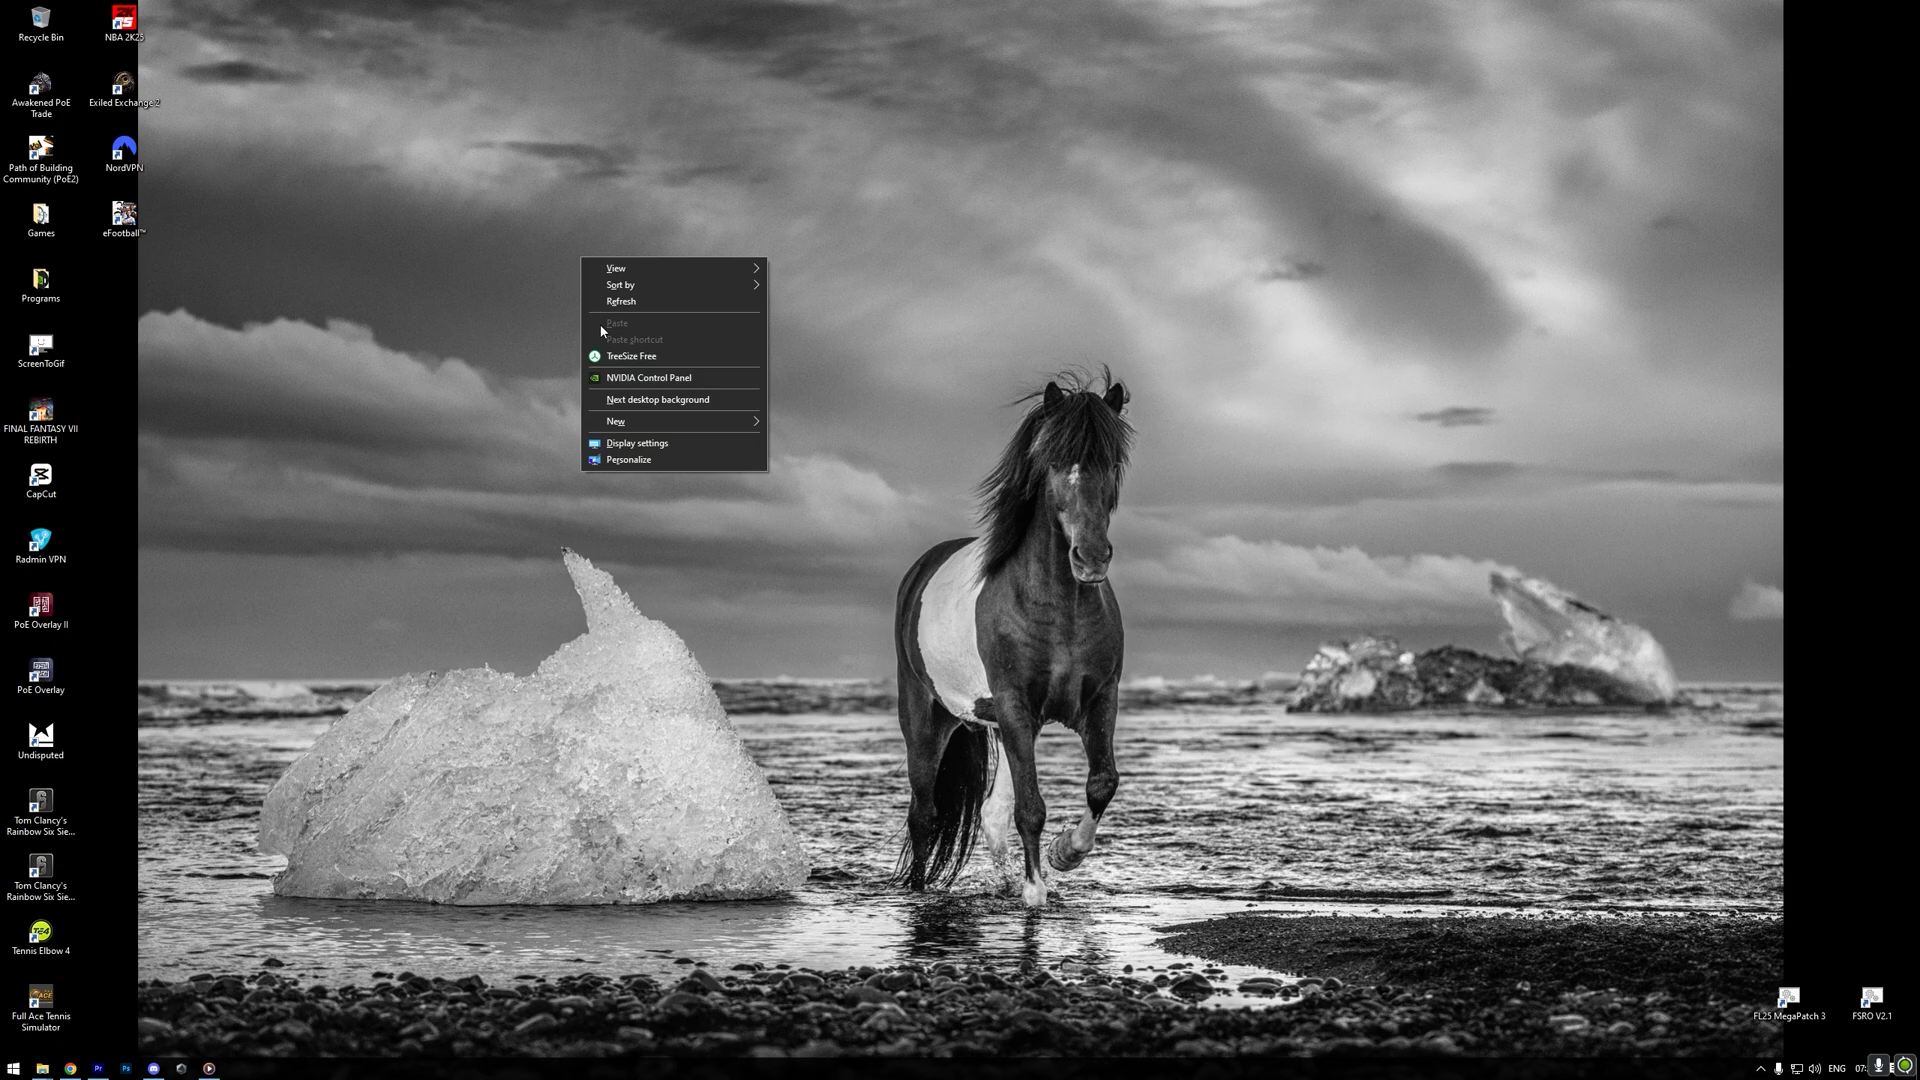 Recycle Bin
NBA 2K25
Awakened PoE
Trade
Exiled Exchange 2
Path of Building
Community (PoE2)
NordVPN
Games
eFootball™
Programs
ScreenToGif
FINAL FANTASY VII
REBIRTH
CapCut
Radmin VPN
PoE Overlay II
PoE Overlay
Undisputed
Tom Clancy's
Rainbow Six Sie...
Tom Clancy's
Rainbow Six Sie...
Tennis Elbow 4
Full Ace Tennis
Simulator
View
Sort by
Refresh
Paste
Paste shortcut
TreeSize Free
NVIDIA Control Panel
Next desktop background
New
Display settings
Personalize
FL25 MegaPatch 3
FSRO V2.1
Pr
Ps
ENG